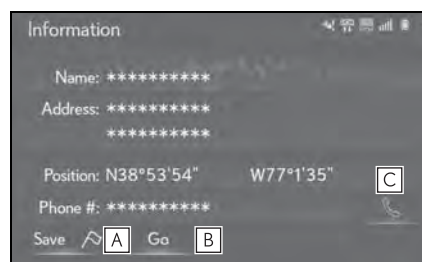 Information
Name: **********
Address: **********
**********
Position: N38°53'54" W77°1'35"
C
Phone #: **********
Save A Go B